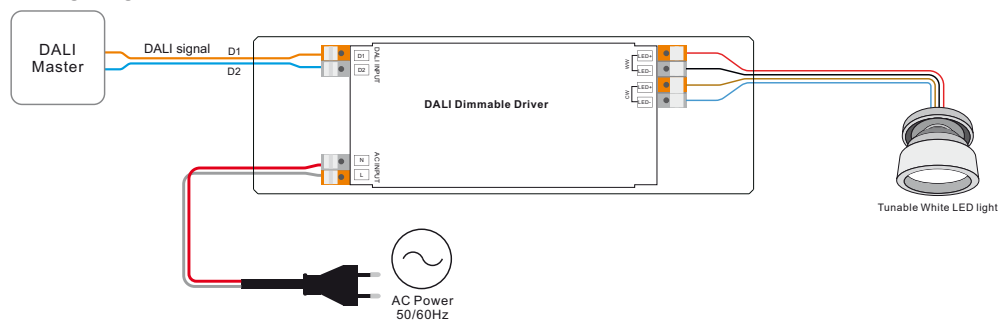 DALI
Master
DALI signal
D1
D2
D1
D2
DALI INPUT
DALI Dimmable Driver
WW
LED+
LED-
CW
LED+
LED-
N
L
AC INPUT
Tunable White LED light
AC Power
50/60Hz